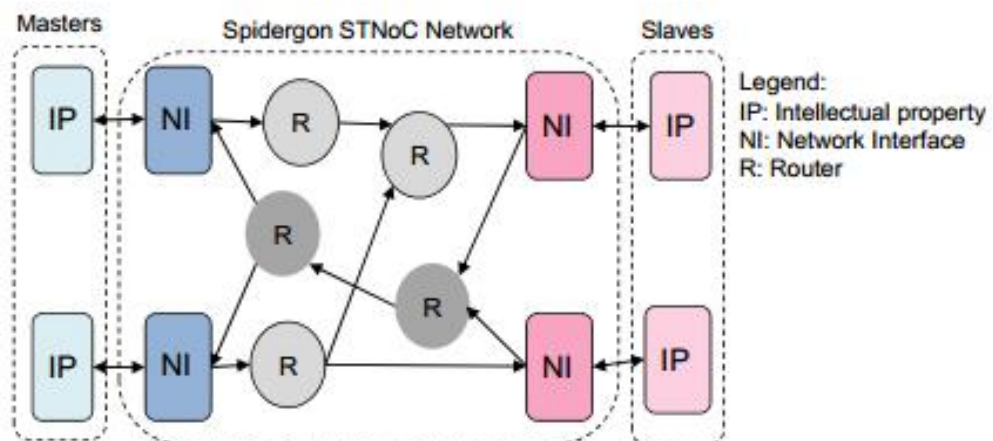 Masters
Spidergon STNoC Network
Slaves
IP
NI
R
R
NI
IP
Legend:
IP: Intellectual property
NI: Network Interface
R: Router
R
R
IP
NI
R
NI
IP